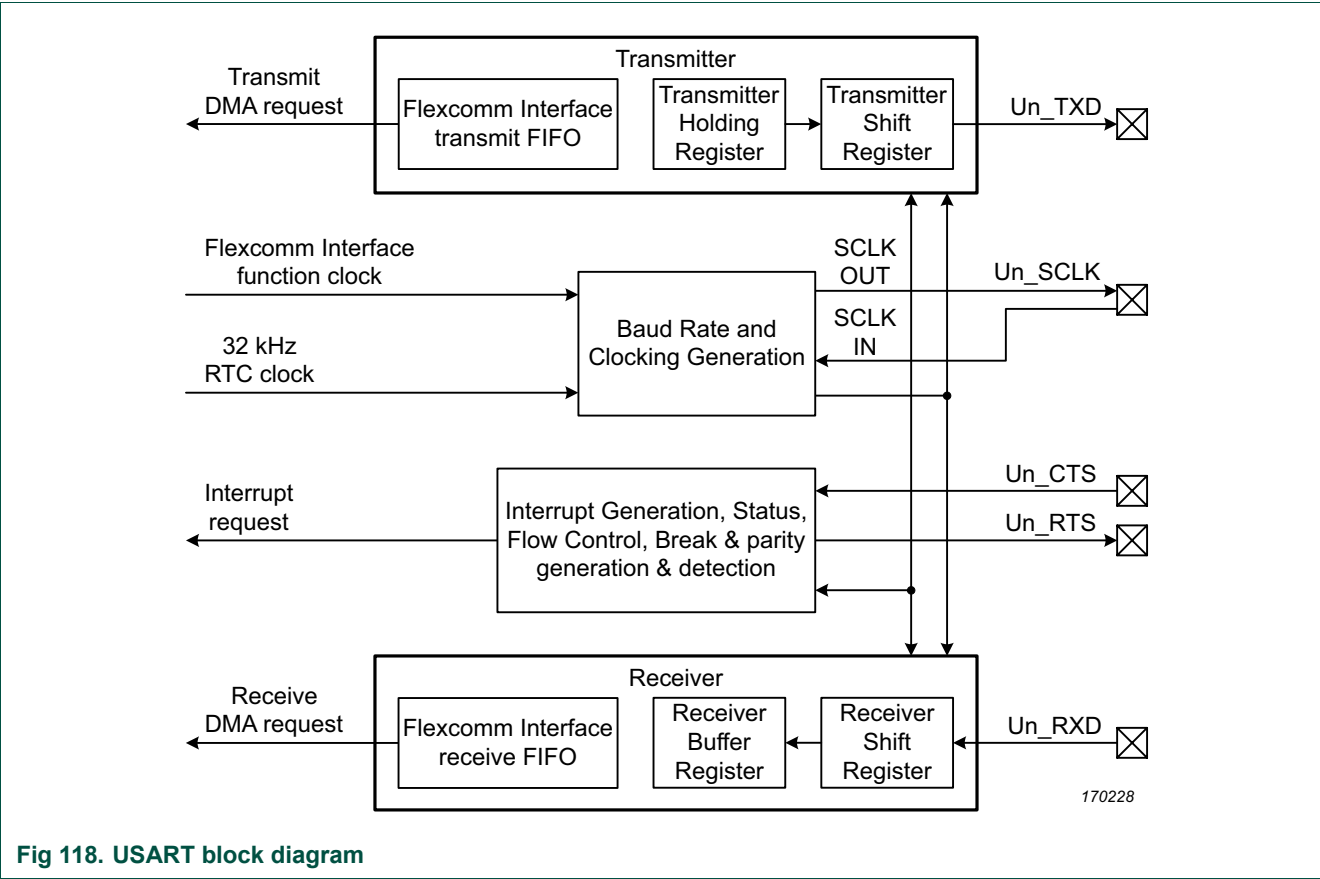 Transmitter
Transmit
DMA request
Flexcomm Interface
transmit FIFO
Transmitter
Holding
Register
Transmitter
Shift
Register
Un_TXD
Flexcomm Interface
function clock
32 kHz
RTC clock
Baud Rate and
Clocking Generation
SCLK
OUT
SCLK
IN
Un_SCLK
Interrupt
request
Interrupt Generation, Status,
Flow Control, Break & parity
generation & detection
Un_CTS
Un_RTS
Receiver
Receive
DMA request
Flexcomm Interface
receive FIFO
Receiver
Buffer
Register
Receiver
Shift
Register
Un_RXD
170228
Fig 118. USART block diagram